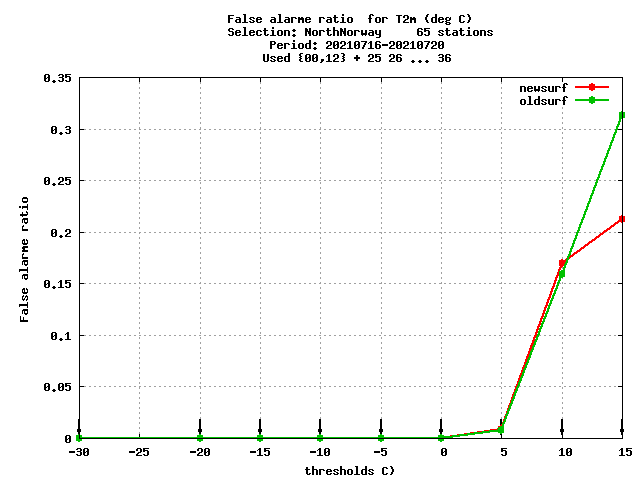 False alarme ratio  for T2m (deg C)
Selection: NorthNorway     65 stations
Period: 20210716-20210720
Used {00,12} + 25 26 ... 36
newsurf
oldsurf
0.35
0.3
0.25
0.2
0.15
0.1
0.05
0
False alarme ratio
-30 -25 -20 -15 -10 -5 0 5 10 15
thresholds C)